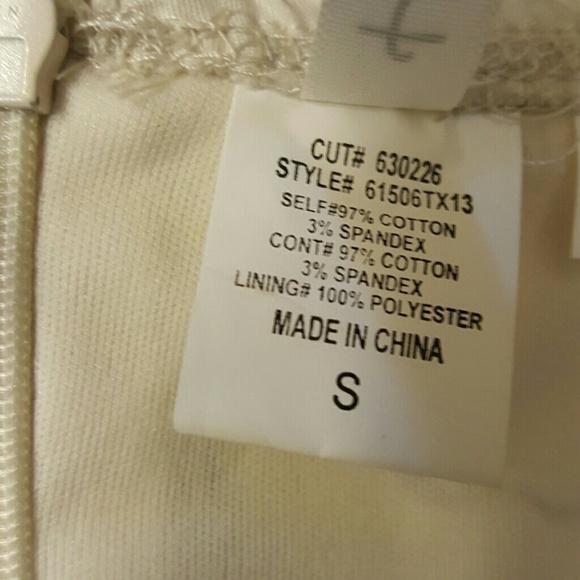 CUT# 630226
STYLE# 61506TX13
SELF#97% COTTON
3% SPANDEX
CONT# 97% COTTON
3% SPANDEX
LINING# 100% POLYESTER
MADE IN CHINA
S